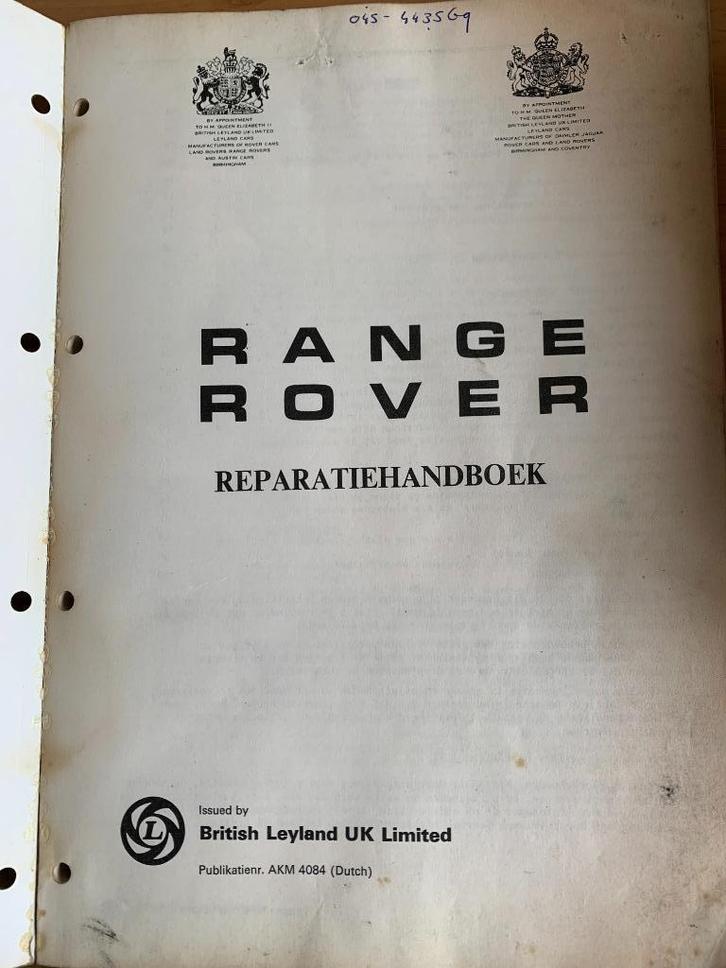 045-443569
BY APPOINTMENT
TO H.M. QUEEN ELIZABETH II
BRITISH LEYLAND UK LIMITED
LEYLAND CARS
MANUFACTURERS OF ROVER CARS
LAND ROVERS RANGE ROVERS
AND AUSTIN CARS
BIRMINGHAM
BY APPOINTMENT
TO H.M. QUEEN ELIZABETH
THE QUEEN MOTHER
BRITISH LEYLAND UK LIMITED
LEYLAND CARS
MANUFACTURERS OF DAIMLER JAGUAR
ROVER CARS AND LAND ROVERS
BIRMINGHAM AND COVENTRY
RANGE
ROVER
REPARATIEHANDBOEK
L
Issued by
British Leyland UK Limited
Publikatienr. AKM 4084 (Dutch)